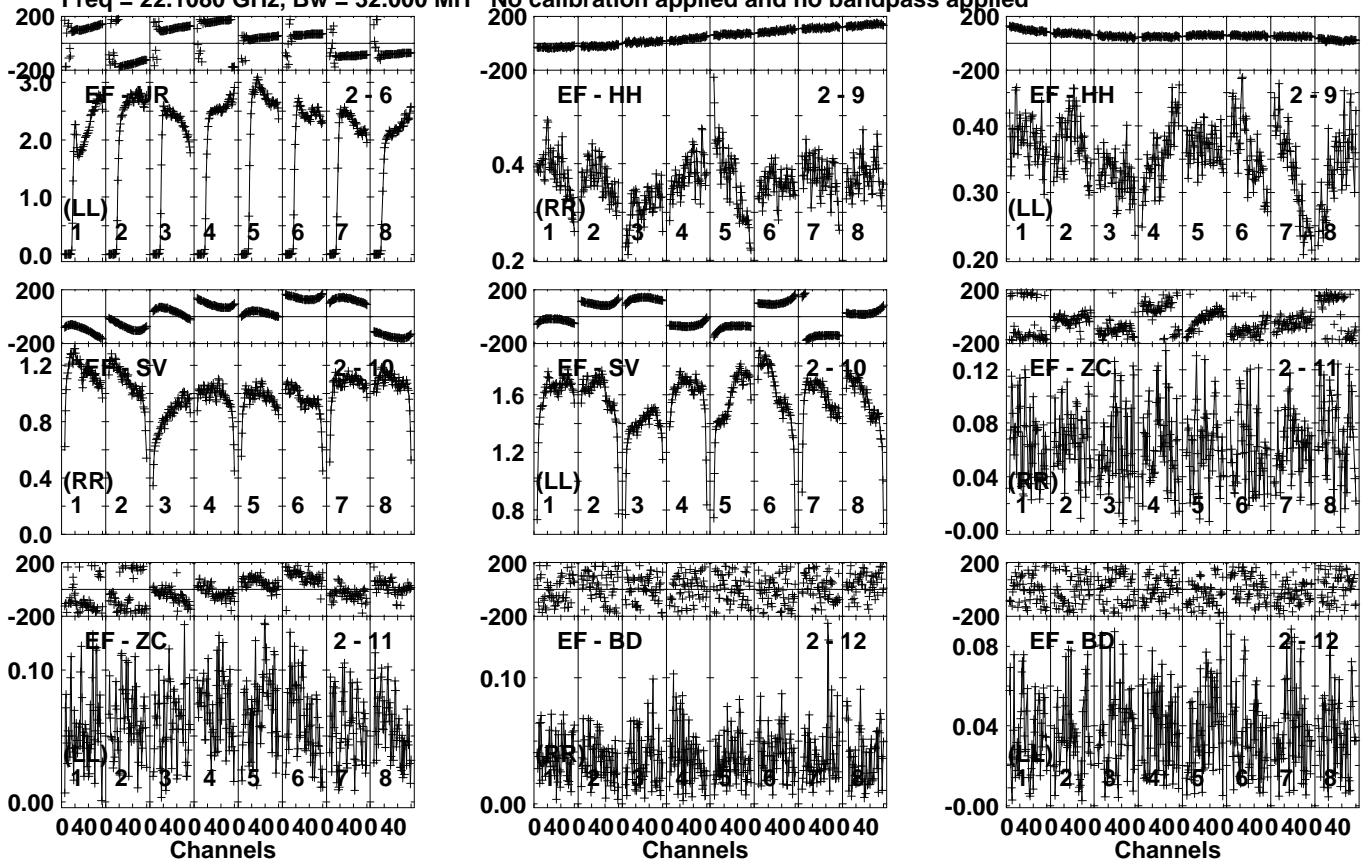 Freq = 22.1080 GHz, Bw = 32.000 MH No calibration applied and no bandpass applied
200
-200
3.0
2.0
1.0
0.0
EF - UR 2 - 6
(LL)
1 2 3 4 5 6 7 8
200
-200
0.4
0.2
EF - HH 2 - 9
(RR)
1 2 3 4 5 6 7 8
200
-200
0.40
0.30
0.20
EF - HH 2 - 9
(LL)
1 2 3 4 5 6 7 8
200
-200
1.2
0.8
0.4
0.0
EF - SV 2 - 10
(RR)
1 2 3 4 5 6 7 8
200
-200
1.6
1.2
0.8
EF - SV 2 - 10
(LL)
1 2 3 4 5 6 7 8
200
-200
0.12
0.08
0.04
-0.00
EF - ZC 2 - 11
(RR)
1 2 3 4 5 6 7 8
200
-200
0.10
0.00
EF - ZC 2 - 11
(LL)
1 2 3 4 5 6 7 8
0 40 0 40 0 40 0 40 0 40 0 40 0 40 0 40
Channels
200
-200
0.10
0.00
EF - BD 2 - 12
(RR)
1 2 3 4 5 6 7 8
0 40 0 40 0 40 0 40 0 40 0 40 0 40 0 40
Channels
200
-200
0.08
0.04
-0.00
EF - BD 2 - 12
(LL)
1 2 3 4 5 6 7 8
0 40 0 40 0 40 0 40 0 40 0 40 0 40 0 40
Channels